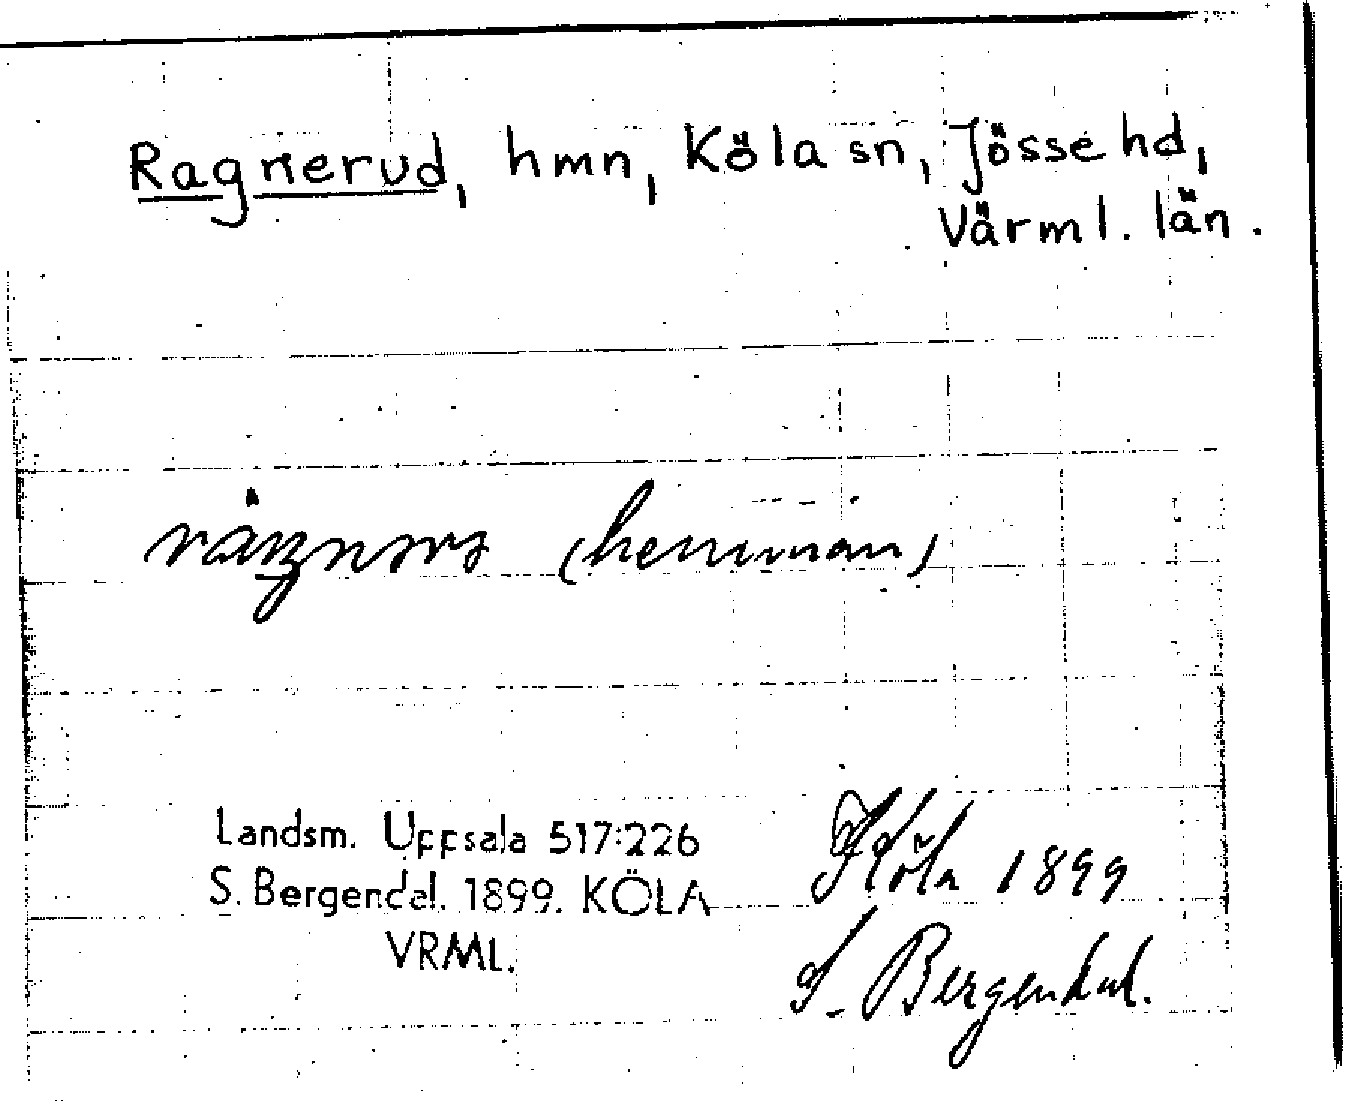 Ragnerud, hmn, Köla sn, Jösse hd,
Värml. län.
(hemman)
Landsm. Uppsala 517:226
S. Bergendal. 1899. KÖLA
VRML.
Köla 1899
S. Bergendal.